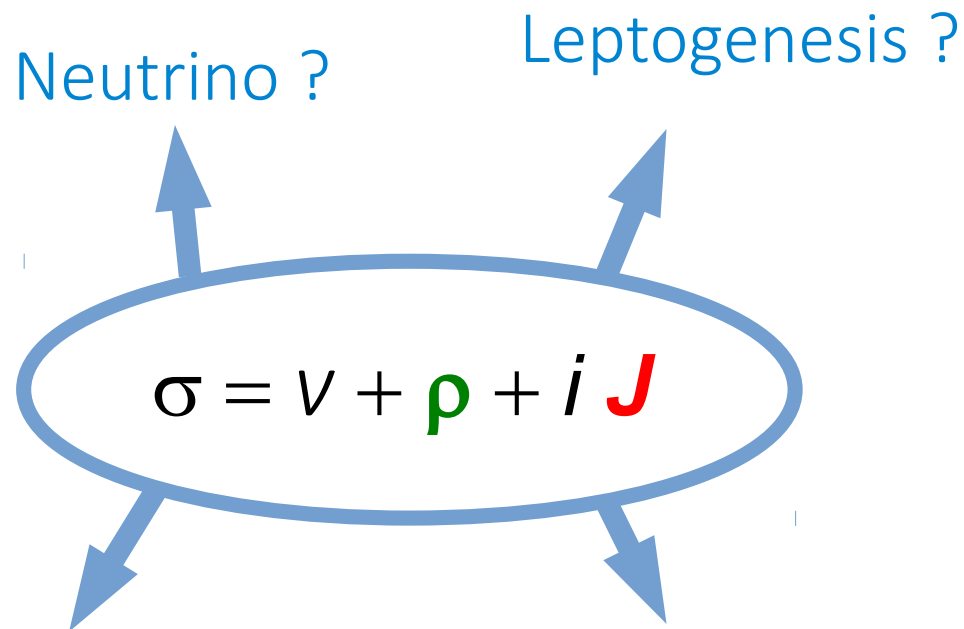 Neutrino ?
Leptogenesis ?
σ = v + ρ + i J